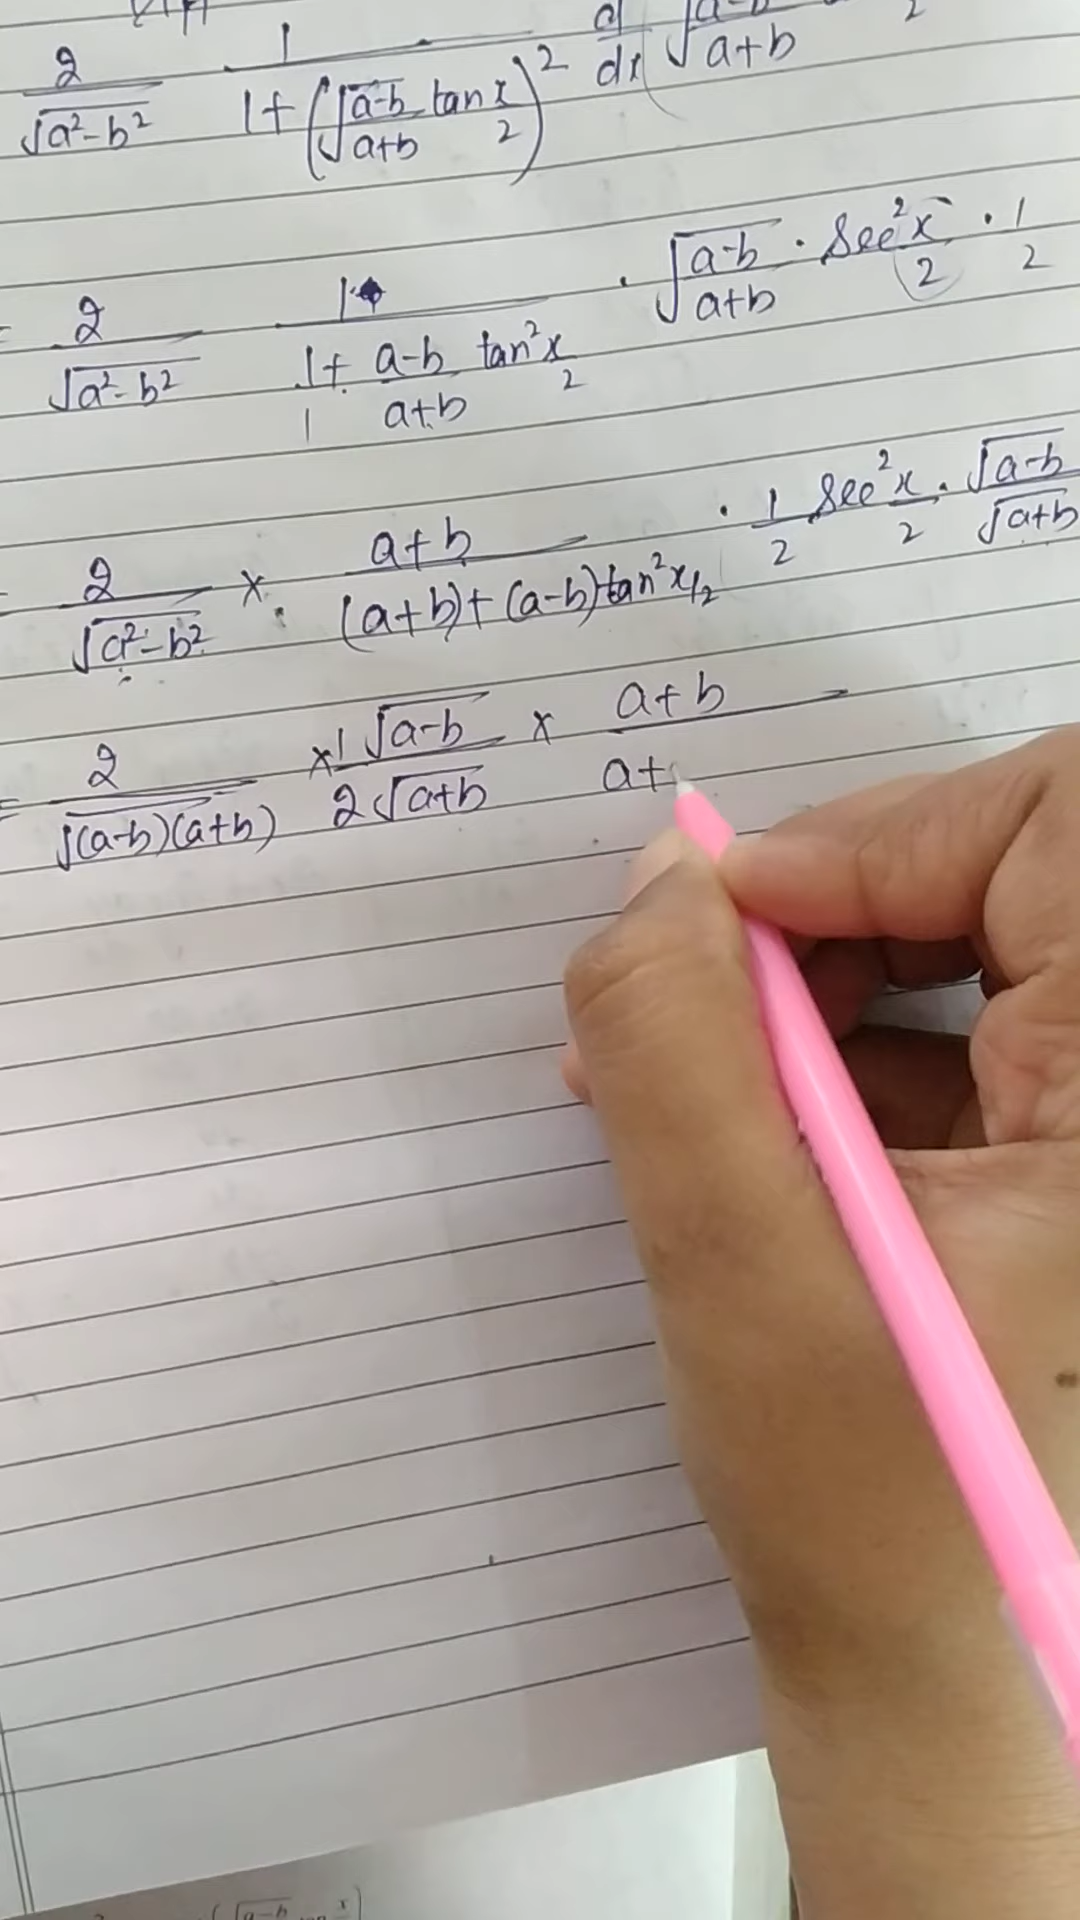 2/√(a²-b²) 1/(1+(√((a-b)/(a+b)) tan x/2)²) d/dx √((a-b)/(a+b))
= 2/√(a²-b²) 1/(1/1+(a-b)/(a+b) tan² x/2) · √((a-b)/(a+b)) · sec² x/2 · 1/2
= 2/√(a²-b²) × (a+b)/((a+b)+(a-b)tan² x/2) · 1/2 sec² x/2 · √(a-b)/√(a+b)
= 2/√((a-b)(a+b)) × 1√(a-b)/2√(a+b) × (a+b)/(a+